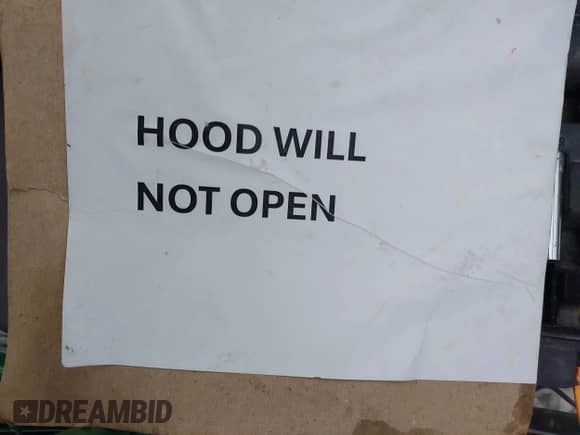 HOOD WILL
NOT OPEN
DREAMBID